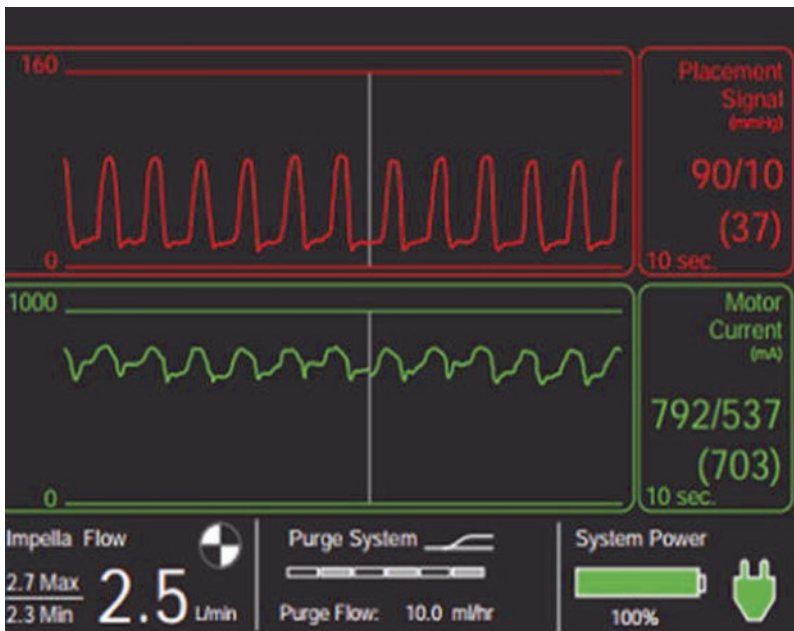 160
Placement
Signal
(mmHg)
90/10
(37)
0
10 sec.
1000
Motor
Current
(mA)
792/537
(703)
0
10 sec.
Impella Flow
2.7 Max
2.3 Min
2.5
L/min
Purge System
Purge Flow: 10.0 ml/hr
System Power
100%